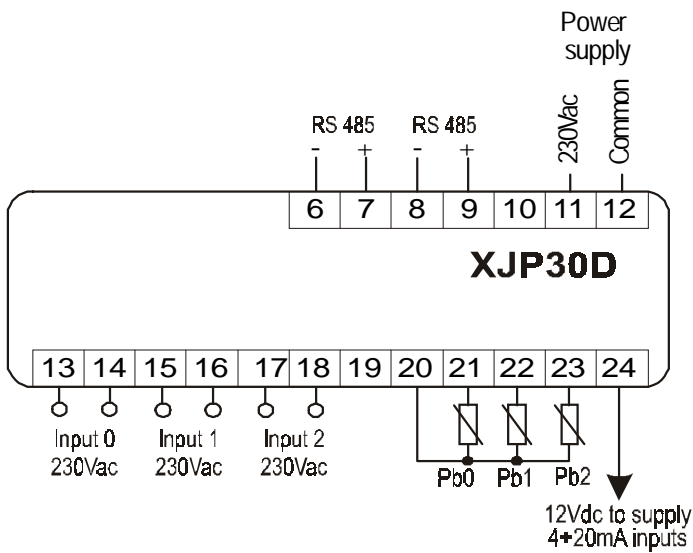 Power
supply
230Vac
Common
RS 485 RS 485
- + - +
6 7 8 9 10 11 12
XJP30D
13 14 15 16 17 18 19 20 21 22 23 24
Input 0 Input 1 Input 2
230Vac 230Vac 230Vac
Pb0 Pb1 Pb2
12Vdc to supply
4+20mA inputs